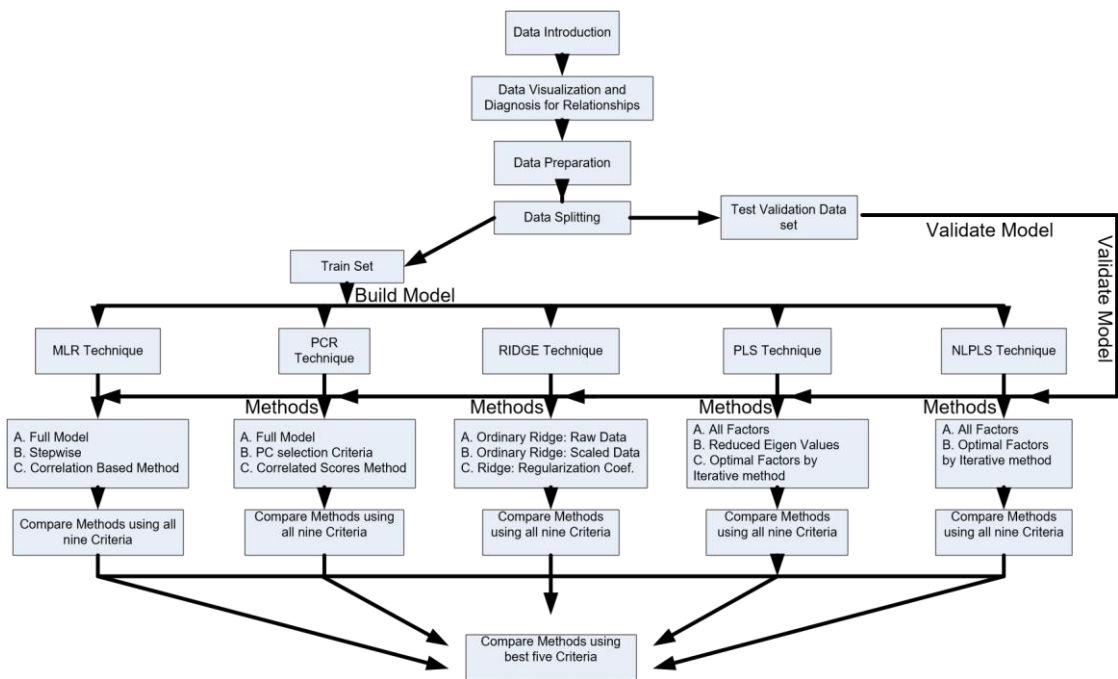 Data Introduction
Data Visualization and
Diagnosis for Relationships
Data Preparation
Data Splitting
Test Validation Data
set
Validate Model
Validate Model
Train Set
Build Model
MLR Technique
PCR
Technique
RIDGE Technique
PLS Technique
NLPLS Technique
Methods
Methods
Methods
Methods
A. Full Model
B. Stepwise
C. Correlation Based Method
A. Full Model
B. PC selection Criteria
C. Correlated Scores Method
A. Ordinary Ridge: Raw Data
B. Ordinary Ridge: Scaled Data
C. Ridge: Regularization Coef.
A. All Factors
B. Reduced Eigen Values
C. Optimal Factors by
Iterative method
A. All Factors
B. Optimal Factors
by Iterative method
Compare Methods using all
nine Criteria
Compare Methods using
all nine Criteria
Compare Methods
using all nine Criteria
Compare Methods
using all nine Criteria
Compare Methods
using all nine Criteria
Compare Methods using
best five Criteria